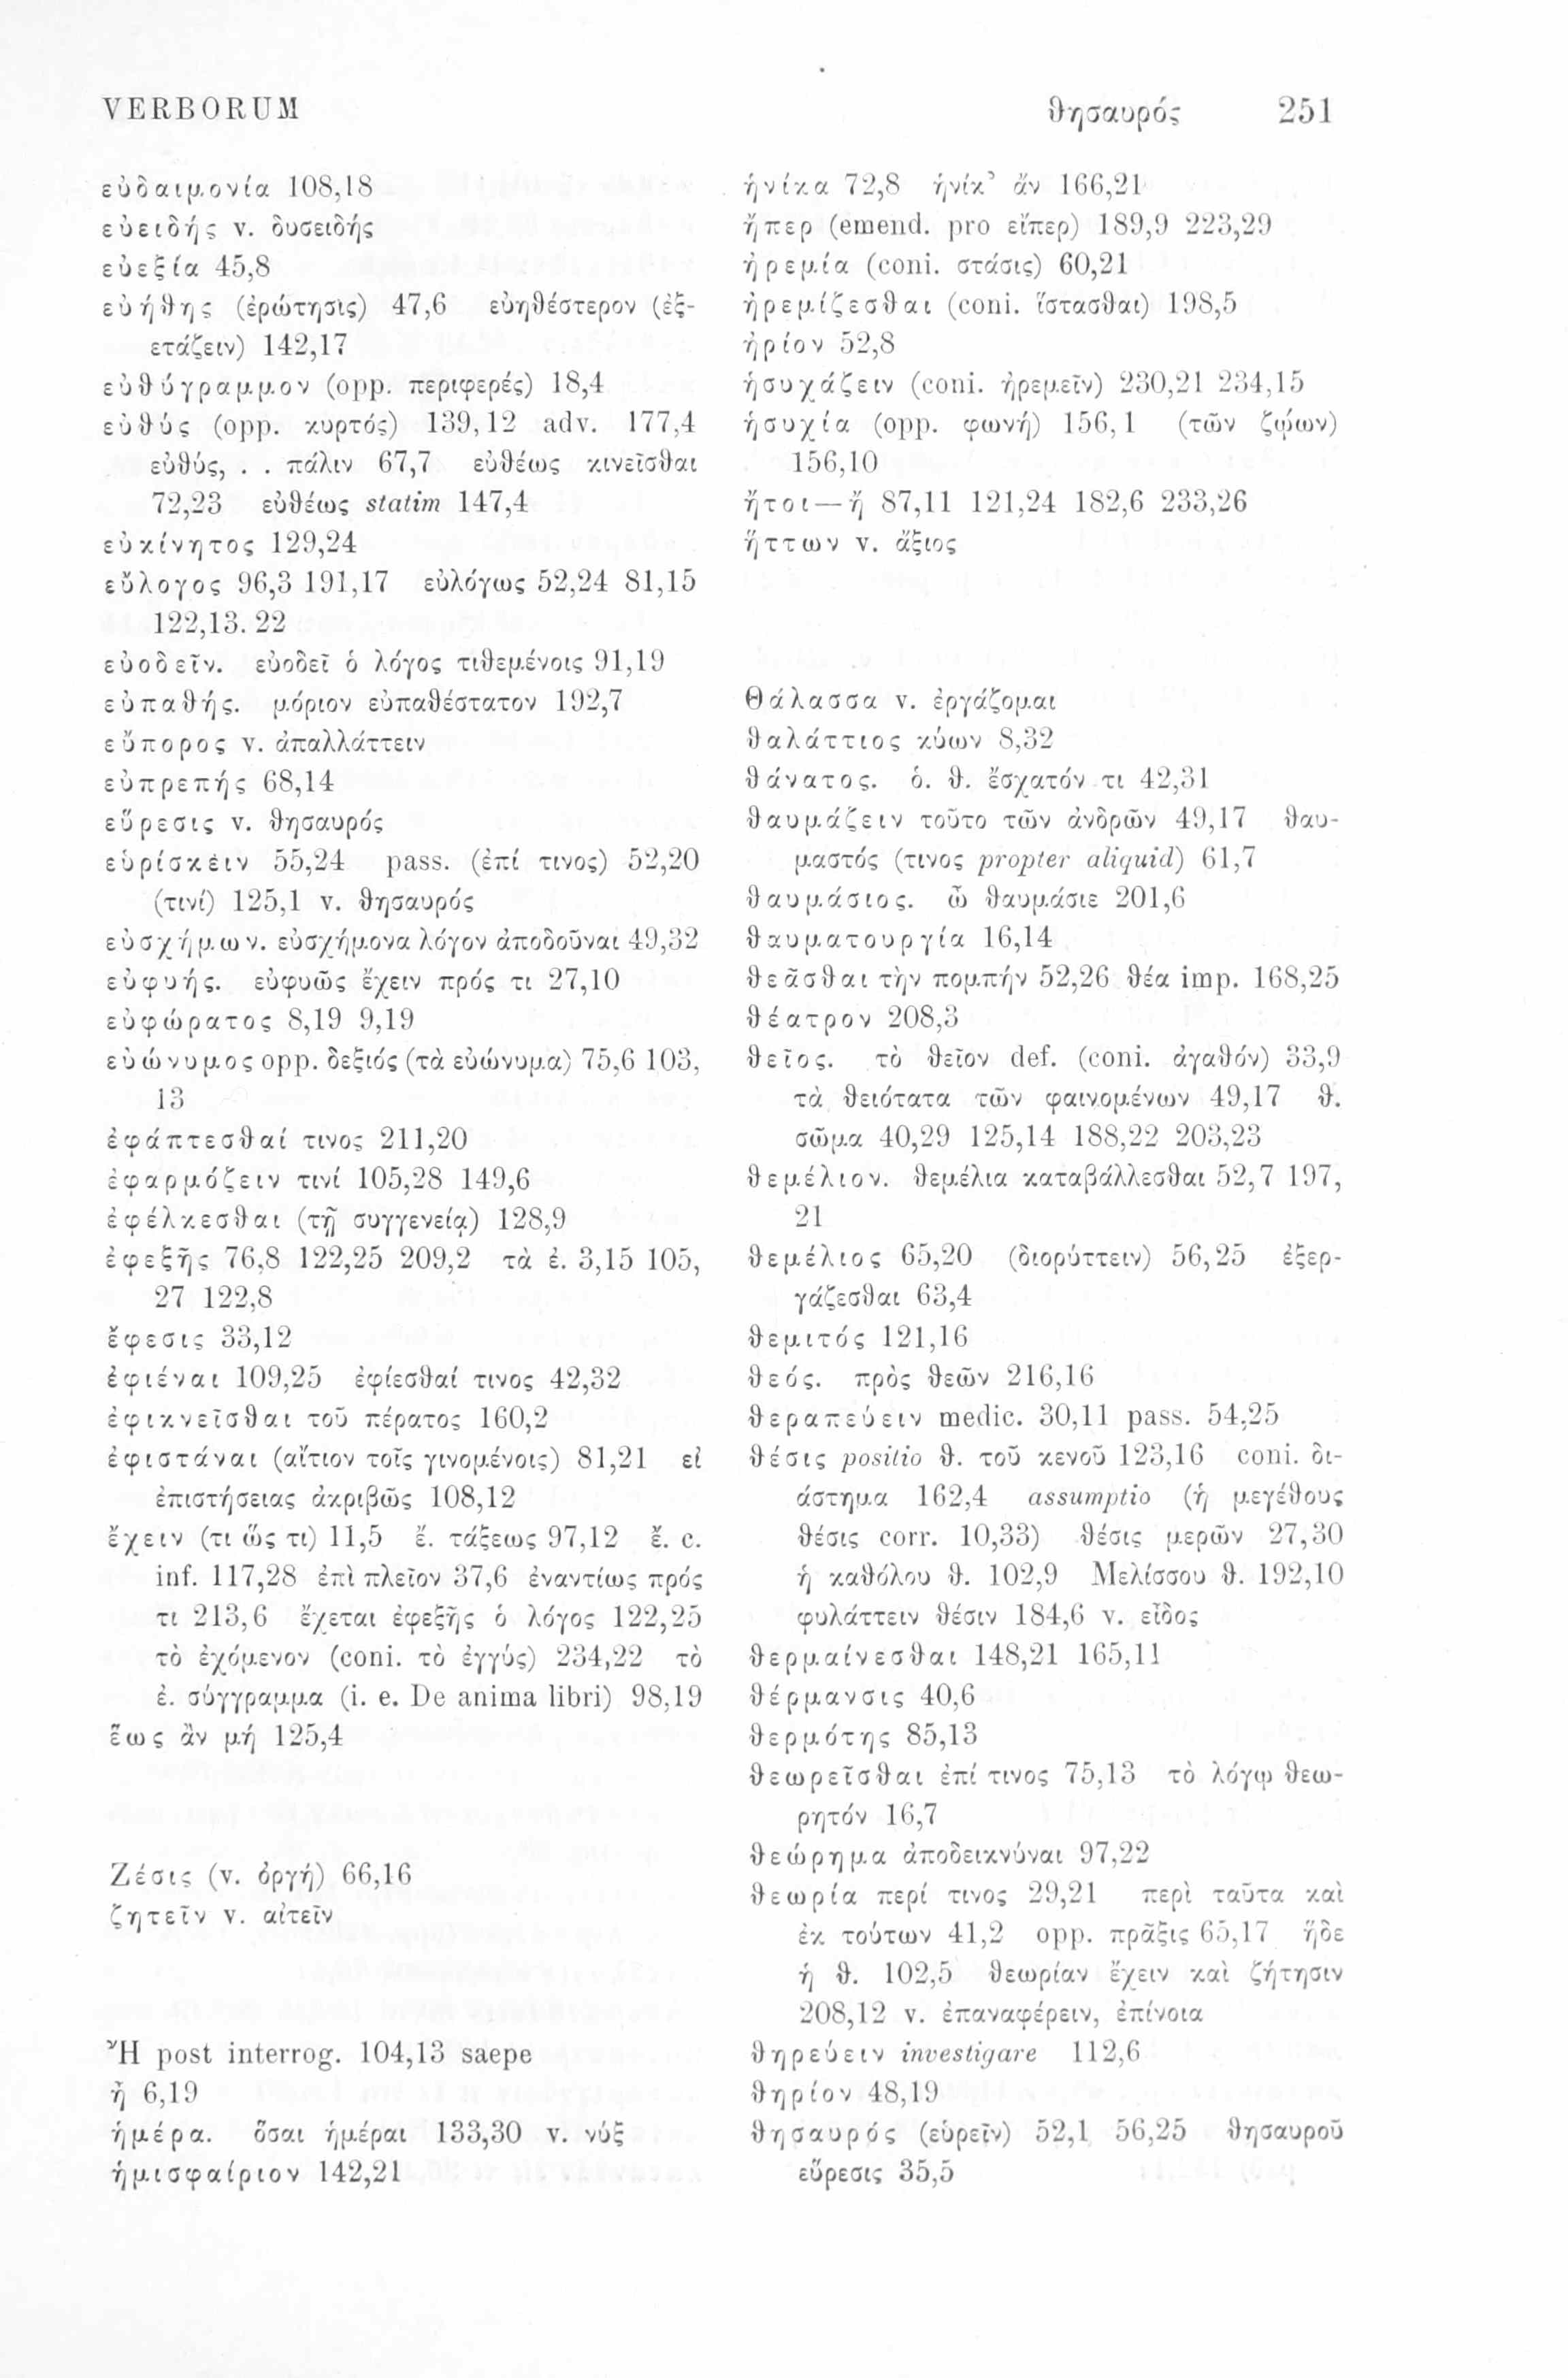 VERBORUM
θησαυρός 251
εὐδαιμονία 108,18
εὐειδής v. δυσειδής
εὐεξία 45,8
εὐήθης (ἐρώτησις) 47,6 εὐηθέστερον (ἐξ-
ετάζειν) 142,17
εὐθύγραμμον (opp. περιφερές) 18,4
εὐθύς (opp. κυρτός) 139,12 adv. 177,4
εὐθύς, . . πάλιν 67,7 εὐθέως κινεῖσθαι
72,23 εὐθέως statim 147,4
εὐκίνητος 129,24
εὔλογος 96,3 191,17 εὐλόγως 52,24 81,15
122,13. 22
εὐοδεῖν. εὐοδεῖ ὁ λόγος τιθεμένοις 91,19
εὐπαθής. μόριον εὐπαθέστατον 192,7
εὔπορος v. ἀπαλλάττειν
εὐπρεπής 68,14
εὕρεσις v. θησαυρός
εὑρίσκειν 55,24 pass. (ἐπί τινος) 52,20
(τινί) 125,1 v. θησαυρός
εὐσχήμων. εὐσχήμονα λόγον ἀποδοῦναι 49,32
εὐφυής. εὐφυῶς ἔχειν πρός τι 27,10
εὐφώρατος 8,19 9,19
εὐώνυμος opp. δεξιός (τὰ εὐώνυμα) 75,6 103,
13
ἐφάπτεσθαί τινος 211,20
ἐφαρμόζειν τινί 105,28 149,6
ἐφέλκεσθαι (τῇ συγγενείᾳ) 128,9
ἐφεξῆς 76,8 122,25 209,2 τὰ ἐ. 3,15 105,
27 122,8
ἔφεσις 33,12
ἐφιέναι 109,25 ἐφίεσθαί τινος 42,32
ἐφικνεῖσθαι τοῦ πέρατος 160,2
ἐφιστάναι (αἴτιον τοῖς γινομένοις) 81,21 εἰ
ἐπιστήσειας ἀκριβῶς 108,12
ἔχειν (τι ὥς τι) 11,5 ἔ. τάξεως 97,12 ἔ. c.
inf. 117,28 ἐπὶ πλεῖον 37,6 ἐναντίως πρός
τι 213,6 ἔχεται ἐφεξῆς ὁ λόγος 122,25
τὸ ἐχόμενον (coni. τὸ ἐγγύς) 234,22 τὸ
ἐ. σύγγραμμα (i. e. De anima libri) 98,19
ἕως ἂν μή 125,4
Ζέσις (v. ὀργή) 66,16
ζητεῖν v. αἰτεῖν
Ἤ post interrog. 104,13 saepe
ᾗ 6,19
ἡμέρα. ὅσαι ἡμέραι 133,30 v. νύξ
ἡμισφαίριον 142,21
ἡνίκα 72,8 ἡνίκ’ ἄν 166,21
ἤπερ (emend. pro εἴπερ) 189,9 223,29
ἠρεμία (coni. στάσις) 60,21
ἠρεμίζεσθαι (coni. ἵστασθαι) 198,5
ἠρίον 52,8
ἡσυχάζειν (coni. ἠρεμεῖν) 230,21 234,15
ἡσυχία (opp. φωνή) 156,1 (τῶν ζῴων)
156,10
ἤτοι—ἤ 87,11 121,24 182,6 233,26
ἥττων v. ἄξιος
Θάλασσα v. ἐργάζομαι
θαλάττιος κύων 8,32
θάνατος. ὁ. θ. ἔσχατόν τι 42,31
θαυμάζειν τοῦτο τῶν ἀνδρῶν 49,17 θαυ-
μαστός (τινος propter aliquid) 61,7
θαυμάσιος. ὦ θαυμάσιε 201,6
θαυματουργία 16,14
θεᾶσθαι τὴν πομπήν 52,26 θέα imp. 168,25
θέατρον 208,3
θεῖος. τὸ θεῖον def. (coni. ἀγαθόν) 33,9
τὰ θειότατα τῶν φαινομένων 49,17 θ.
σῶμα 40,29 125,14 188,22 203,23
θεμέλιον. θεμέλια καταβάλλεσθαι 52,7 197,
21
θεμέλιος 65,20 (διορύττειν) 56,25 ἐξερ-
γάζεσθαι 63,4
θεμιτός 121,16
θεός. πρὸς θεῶν 216,16
θεραπεύειν medic. 30,11 pass. 54,25
θέσις positio θ. τοῦ κενοῦ 123,16 coni. δι-
άστημα 162,4 assumptio (ἡ μεγέθους
θέσις corr. 10,33) θέσις μερῶν 27,30
ἡ καθόλου θ. 102,9 Μελίσσου θ. 192,10
φυλάττειν θέσιν 184,6 v. εἶδος
θερμαίνεσθαι 148,21 165,11
θέρμανσις 40,6
θερμότης 85,13
θεωρεῖσθαι ἐπί τινος 75,13 τὸ λόγῳ θεω-
ρητόν 16,7
θεώρημα ἀποδεικνύναι 97,22
θεωρία περί τινος 29,21 περὶ ταῦτα καὶ
ἐκ τούτων 41,2 opp. πρᾶξις 65,17 ἥδε
ἡ θ. 102,5 θεωρίαν ἔχειν καὶ ζήτησιν
208,12 v. ἐπαναφέρειν, ἐπίνοια
θηρεύειν investigare 112,6
θηρίον 48,19
θησαυρός (εὑρεῖν) 52,1 56,25 θησαυροῦ
εὕρεσις 35,5